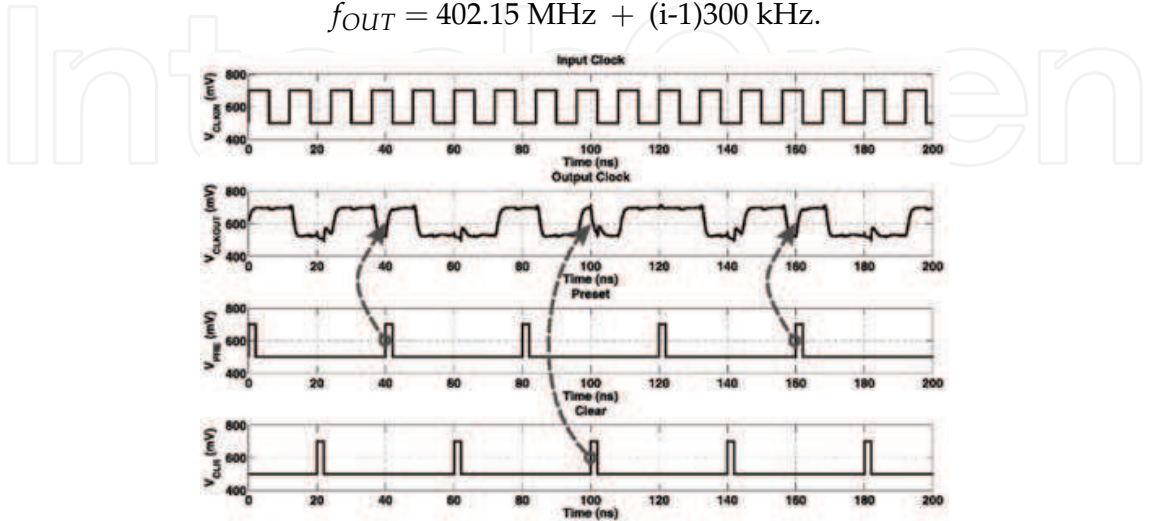 f_OUT = 402.15 MHz + (i-1)300 kHz.
IntechOpen
Input Clock
V_CLKIN (mV)
800
600
400
0 20 40 60 80 100 120 140 160 180 200
Time (ns)
Output Clock
V_CLKOUT (mV)
800
600
400
0 20 40 60 80 100 120 140 160 180 200
Time (ns)
Preset
V_PRE (mV)
800
600
400
0 20 40 60 80 100 120 140 160 180 200
Time (ns)
Clear
V_CLR (mV)
800
600
400
0 20 40 60 80 100 120 140 160 180 200
Time (ns)